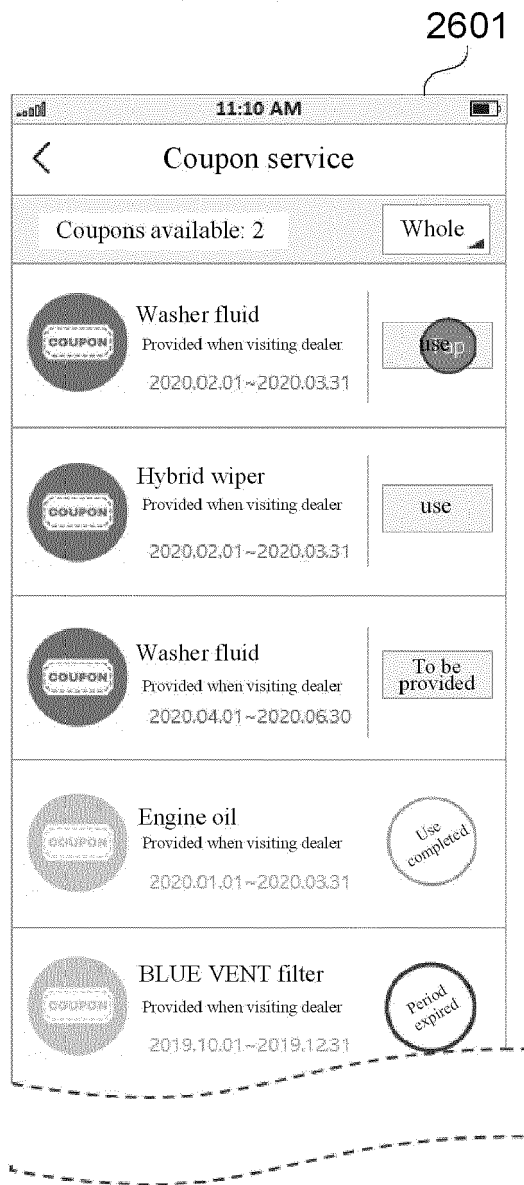 2601
11:10 AM
Coupon service
Coupons available: 2
Whole
Washer fluid
COUPON
Provided when visiting dealer
use
2020.02.01~2020.03.31
Hybrid wiper
COUPON
Provided when visiting dealer
use
2020.02.01~2020.03.31
Washer fluid
COUPON
Provided when visiting dealer
To be
provided
2020.04.01~2020.06.30
Engine oil
COUPON
Provided when visiting dealer
Use
completed
2020.01.01~2020.03.31
BLUE VENT filter
COUPON
Provided when visiting dealer
Period
expired
2019.10.01~2019.12.31